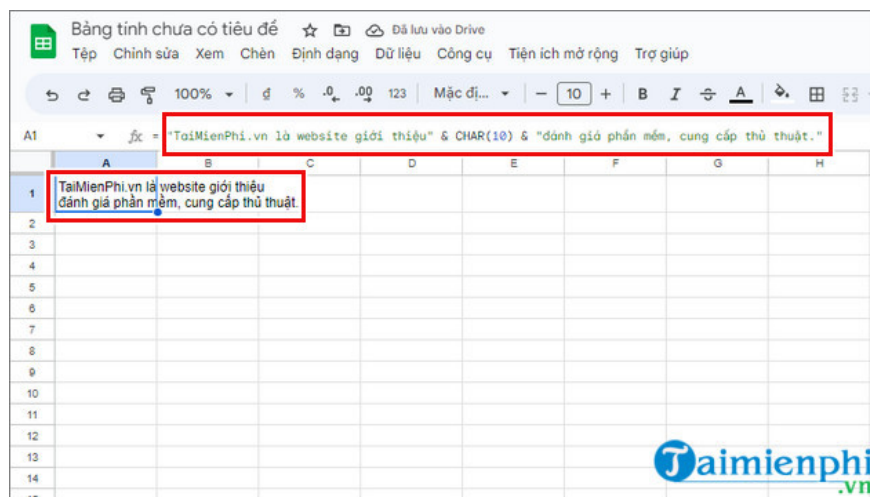 Bảng tính chưa có tiêu đề Đã lưu vào Drive
Tệp Chỉnh sửa Xem Chèn Định dạng Dữ liệu Công cụ Tiện ích mở rộng Trợ giúp
100% đ % .0 .00 123 Mặc đị... − 10 + B I A
A1 fx ="TaiMienPhi.vn là website giới thiệu" & CHAR(10) & "đánh giá phần mềm, cung cấp thủ thuật."
A B C D E F G H
1 TaiMienPhi.vn là website giới thiệu
đánh giá phần mềm, cung cấp thủ thuật.
2
3
4
5
6
7
8
9
10
11
12
13
14
Taimienphi
.vn